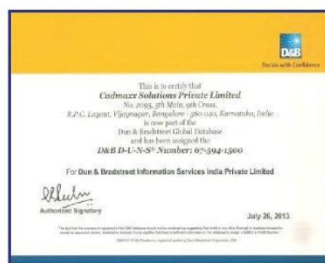 D&B
Decide with Confidence
This is to certify that
Cadmaxx Solutions Private Limited
No. 2095, 5th Main, 9th Cross,
R.P.C. Layout, Vijaynagar, Bangalore - 560 040, Karnataka, India
is now part of the
Dun & Bradstreet Global Database
and has been assigned the
D&B D-U-N-S® Number: 67-594-1500
For Dun & Bradstreet Information Services India Private Limited
Authorised Signatory
July 26, 2013